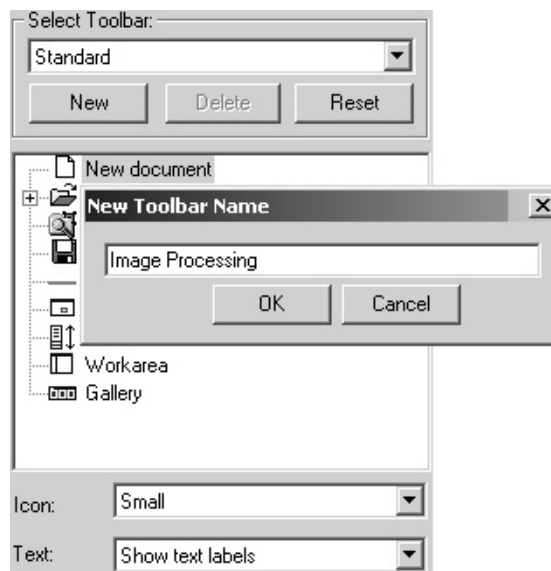 Select Toolbar:
Standard
New Delete Reset
New document
New Toolbar Name
Image Processing
OK Cancel
Workarea
Gallery
Icon: Small
Text: Show text labels